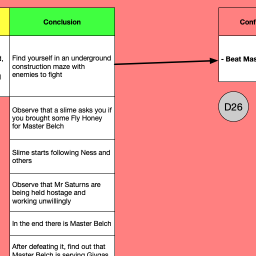 Conclusion
Find yourself in an underground
construction maze with
enemies to fight
- Beat Mas
D26
Observe that a slime asks you if
you brought some Fly Honey
for Master Belch
Slime starts following Ness and
others
Observe that Mr Saturns are
being held hostage and
working unwillingly
In the end there is Master Belch
After defeating it, find out that
Master Belch is serving Giygas